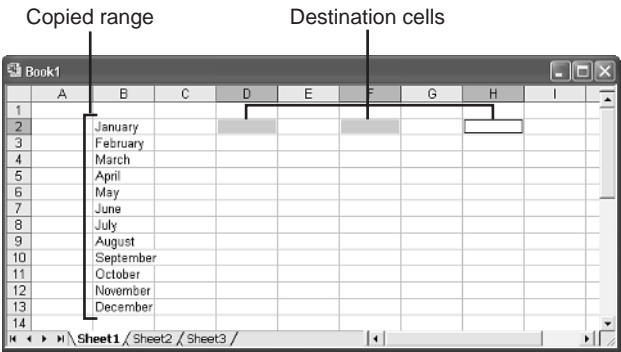 Copied range Destination cells
Book1
A B C D E F G H I
1
2 January
3 February
4 March
5 April
6 May
7 June
8 July
9 August
10 September
11 October
12 November
13 December
14
Sheet1 / Sheet2 / Sheet3 /